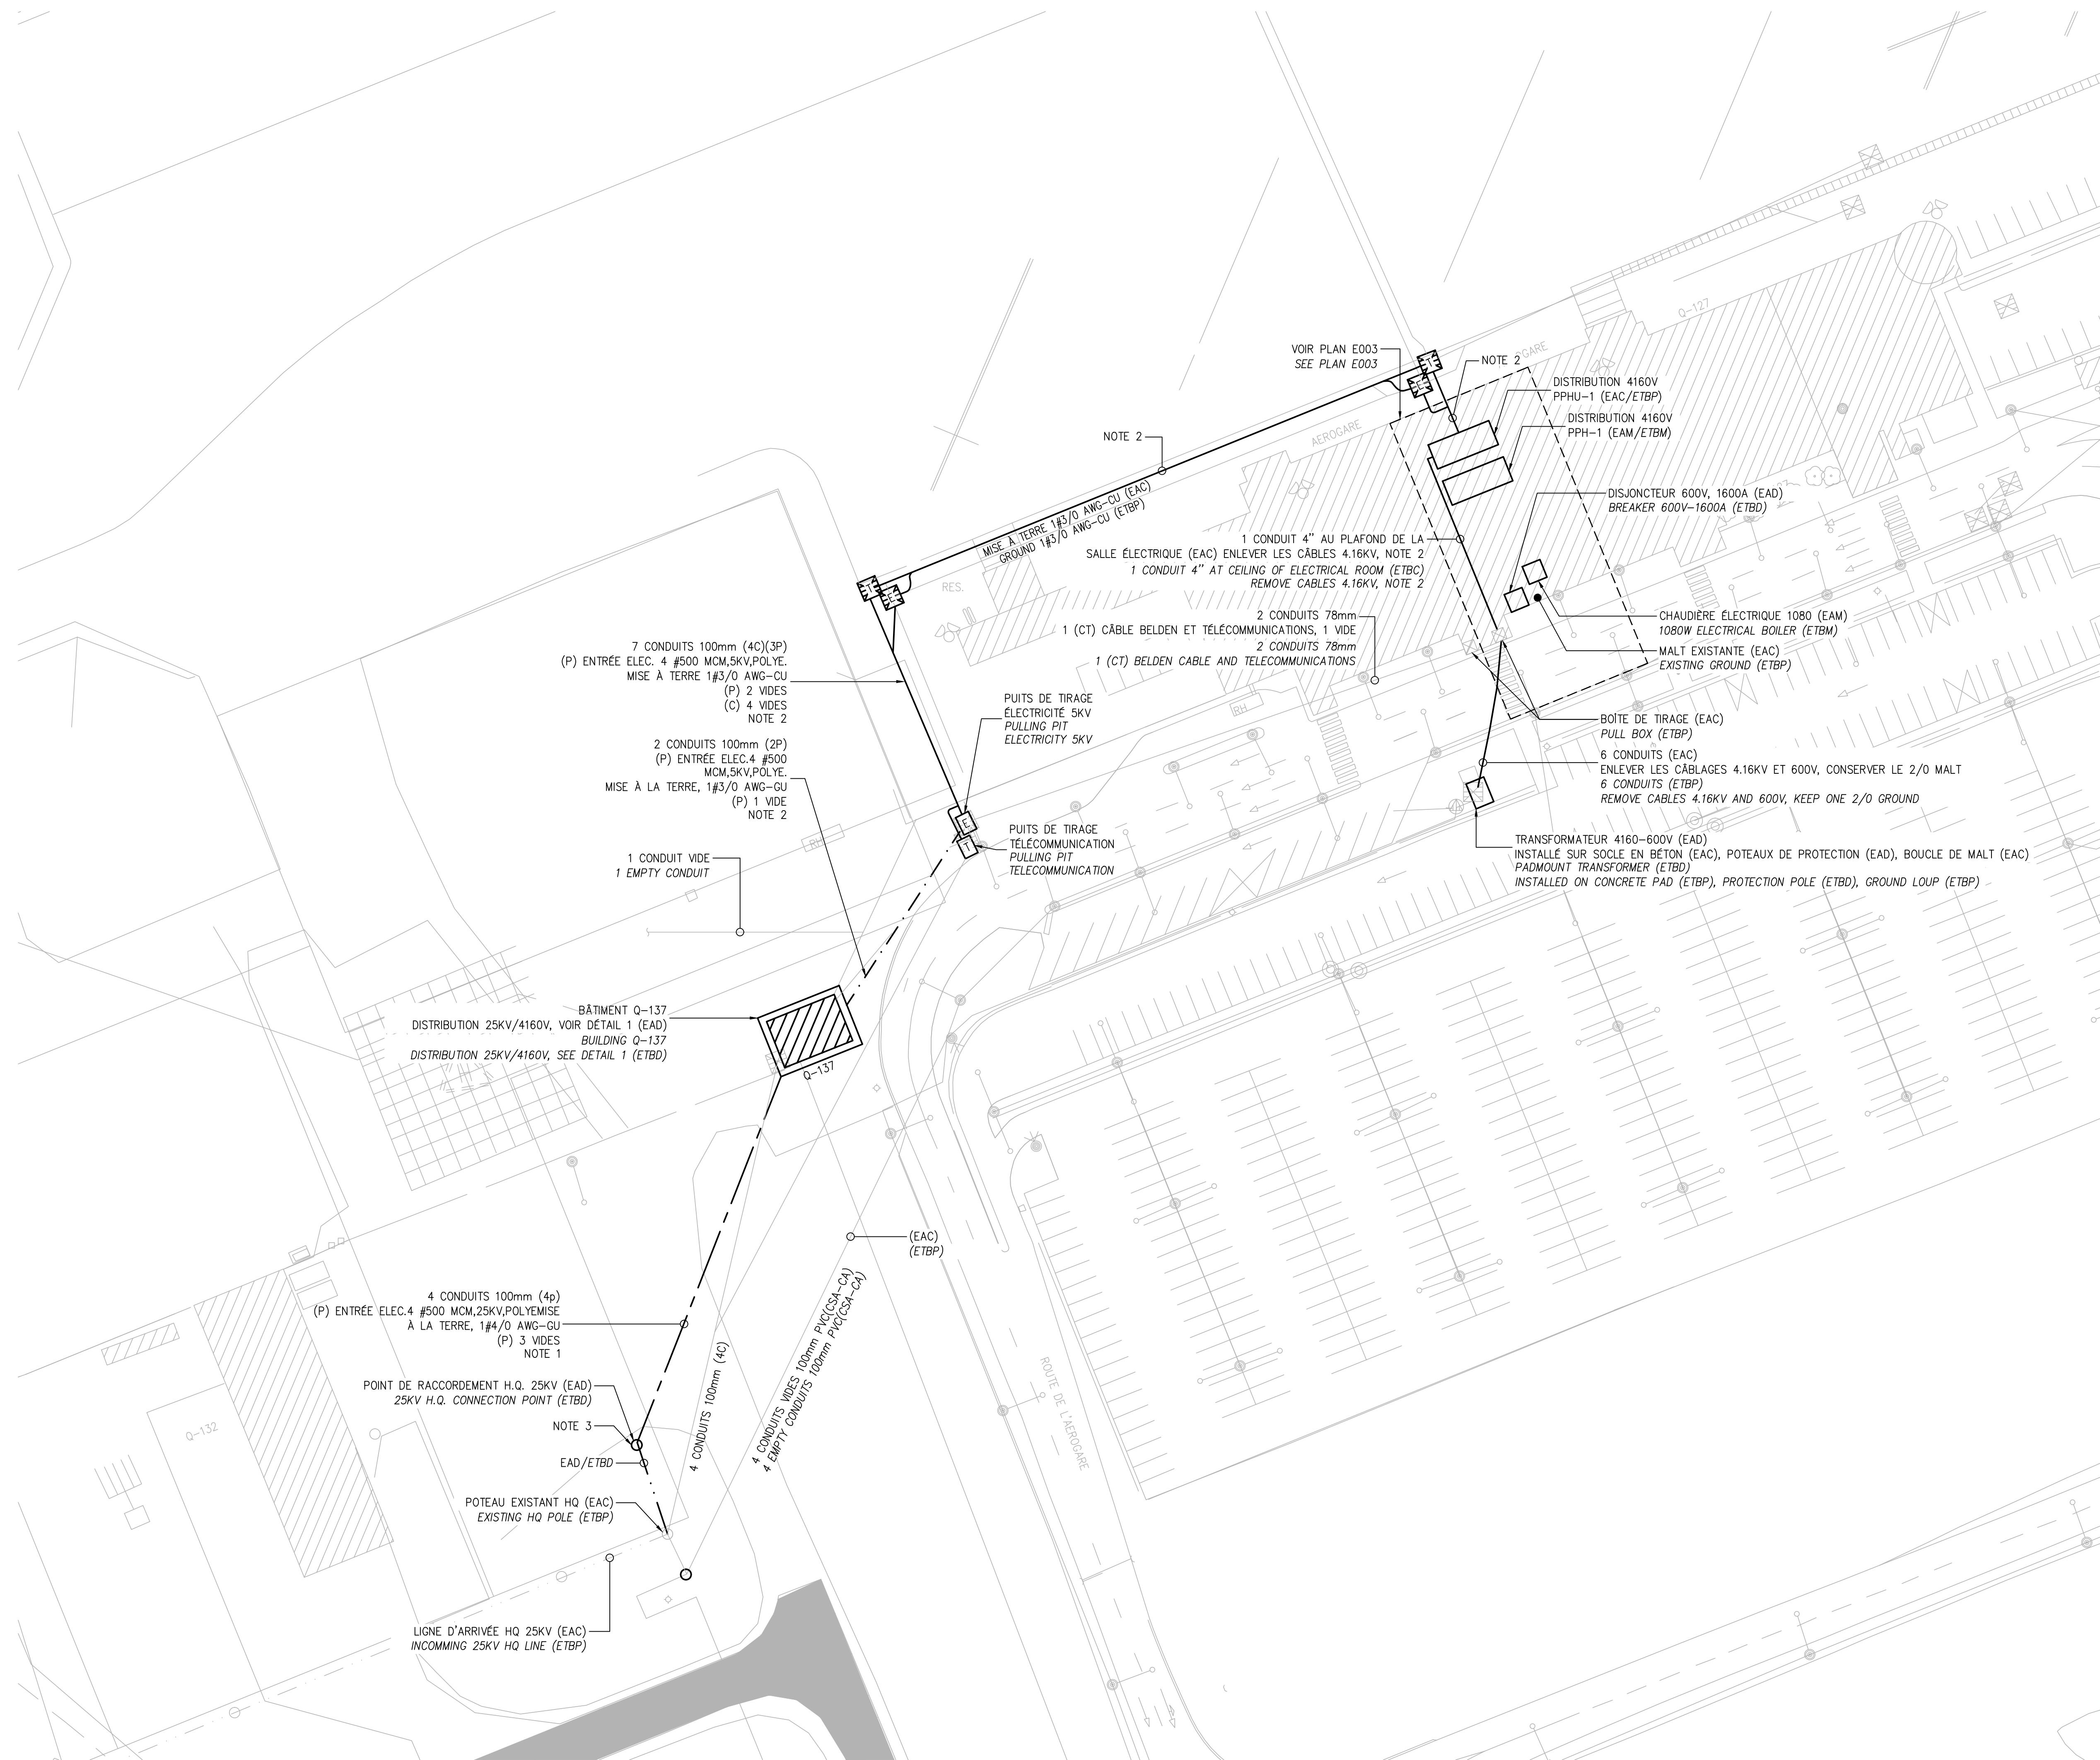 Q-127
VOIR PLAN E003
SEE PLAN E003
NOTE 2
DISTRIBUTION 4160V
PPHU-1 (EAC/ETBP)
DISTRIBUTION 4160V
PPH-1 (EAM/ETBM)
NOTE 2
AEROGARE
DISJONCTEUR 600V, 1600A (EAD)
BREAKER 600V-1600A (ETBD)
MISE À TERRE 1#3/0 AWG-CU (EAC)
GROUND 1#3/0 AWG-CU (ETBP)
1 CONDUIT 4'' AU PLAFOND DE LA
SALLE ÉLECTRIQUE (EAC) ENLEVER LES CÂBLES 4.16KV, NOTE 2
1 CONDUIT 4'' AT CEILING OF ELECTRICAL ROOM (ETBC)
REMOVE CABLES 4.16KV, NOTE 2
T
E
T
E
RES.
2 CONDUITS 78mm
1 (CT) CÂBLE BELDEN ET TÉLÉCOMMUNICATIONS, 1 VIDE
2 CONDUITS 78mm
1 (CT) BELDEN CABLE AND TELECOMMUNICATIONS
CHAUDIÈRE ÉLECTRIQUE 1080 (EAM)
1080W ELECTRICAL BOILER (ETBM)
MALT EXISTANTE (EAC)
EXISTING GROUND (ETBP)
7 CONDUITS 100mm (4C)(3P)
(P) ENTRÉE ELEC. 4 #500 MCM,5KV,POLYE.
MISE À TERRE 1#3/0 AWG-CU
(P) 2 VIDES
(C) 4 VIDES
NOTE 2
PUITS DE TIRAGE
ÉLECTRICITÉ 5KV
PULLING PIT
ELECTRICITY 5KV
RH
BOÎTE DE TIRAGE (EAC)
PULL BOX (ETBP)
2 CONDUITS 100mm (2P)
(P) ENTRÉE ELEC.4 #500
MCM,5KV,POLYE.
MISE À LA TERRE, 1#3/0 AWG-GU
(P) 1 VIDE
NOTE 2
6 CONDUITS (EAC)
ENLEVER LES CÂBLAGES 4.16KV ET 600V, CONSERVER LE 2/0 MALT
6 CONDUITS (ETBP)
REMOVE CABLES 4.16KV AND 600V, KEEP ONE 2/0 GROUND
E
T
RH
PUITS DE TIRAGE
TÉLÉCOMMUNICATION
PULLING PIT
TELECOMMUNICATION
TRANSFORMATEUR 4160-600V (EAD)
INSTALLÉ SUR SOCLE EN BÉTON (EAC), POTEAUX DE PROTECTION (EAD), BOUCLE DE MALT (EAC)
PADMOUNT TRANSFORMER (ETBD)
INSTALLED ON CONCRETE PAD (ETBP), PROTECTION POLE (ETBD), GROUND LOUP (ETBP)
1 CONDUIT VIDE
1 EMPTY CONDUIT
BÂTIMENT Q-137
DISTRIBUTION 25KV/4160V, VOIR DÉTAIL 1 (EAD)
BUILDING Q-137
DISTRIBUTION 25KV/4160V, SEE DETAIL 1 (ETBD)
Q-137
(EAC)
(ETBP)
4 CONDUITS 100mm (4p)
(P) ENTRÉE ELEC.4 #500 MCM,25KV,POLYEMISE
À LA TERRE, 1#4/0 AWG-GU
(P) 3 VIDES
NOTE 1
4 CONDUITS 100mm (4C)
4 CONDUITS VIDES 100mm PVC(CSA-CA)
4 EMPTY CONDUITS 100mm PVC(CSA-CA)
ROUTE DE L'AEROGARE
POINT DE RACCORDEMENT H.Q. 25KV (EAD)
25KV H.Q. CONNECTION POINT (ETBD)
NOTE 3
Q-132
EAD/ETBD
POTEAU EXISTANT HQ (EAC)
EXISTING HQ POLE (ETBP)
LIGNE D'ARRIVÉE HQ 25KV (EAC)
INCOMMING 25KV HQ LINE (ETBP)